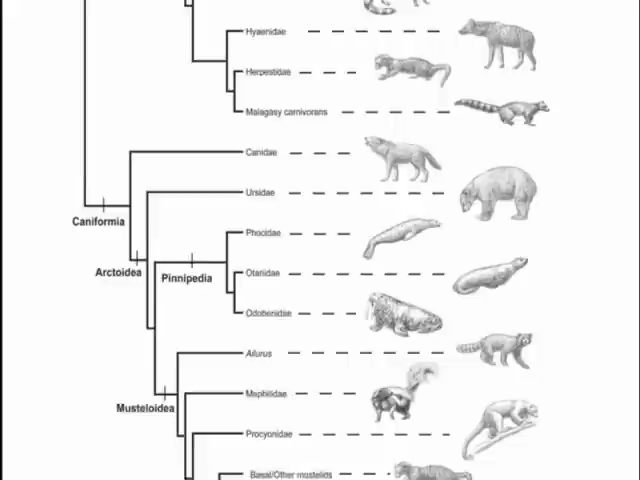 Hyaenidae
Herpestidae
Malagasy carnivorans
Canidae
Ursidae
Caniformia
Phocidae
Arctoidea
Pinnipedia
Otariidae
Odobenidae
Ailurus
Mephitidae
Musteloidea
Procyonidae
Basal/Other mustelids